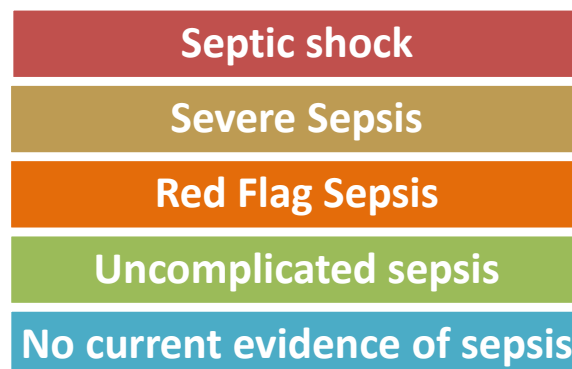 Septic shock
Severe Sepsis
Red Flag Sepsis
Uncomplicated sepsis
No current evidence of sepsis